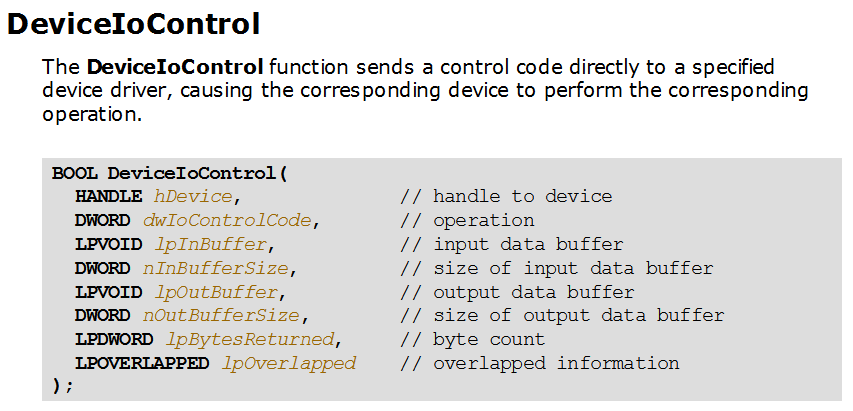 DeviceIoControl
The DeviceIoControl function sends a control code directly to a specified
device driver, causing the corresponding device to perform the corresponding
operation.
BOOL DeviceIoControl(
HANDLE hDevice, // handle to device
DWORD dwIoControlCode, // operation
LPVOID lpInBuffer, // input data buffer
DWORD nInBufferSize, // size of input data buffer
LPVOID lpOutBuffer, // output data buffer
DWORD nOutBufferSize, // size of output data buffer
LPDWORD lpBytesReturned, // byte count
LPOVERLAPPED lpOverlapped // overlapped information
);